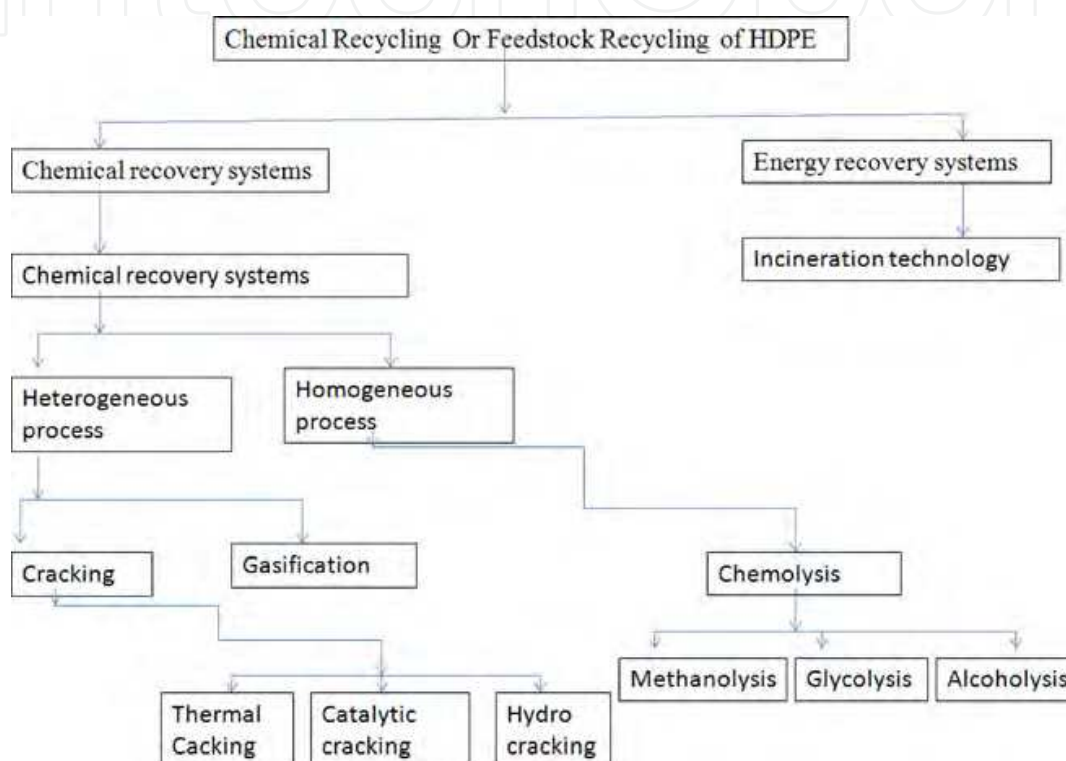 Chemical Recycling Or Feedstock Recycling of HDPE
Chemical recovery systems
Energy recovery systems
Chemical recovery systems
Incineration technology
Heterogeneous
process
Homogeneous
process
Cracking
Gasification
Chemolysis
Methanolysis
Glycolysis
Alcoholysis
Thermal
Cacking
Catalytic
cracking
Hydro
cracking